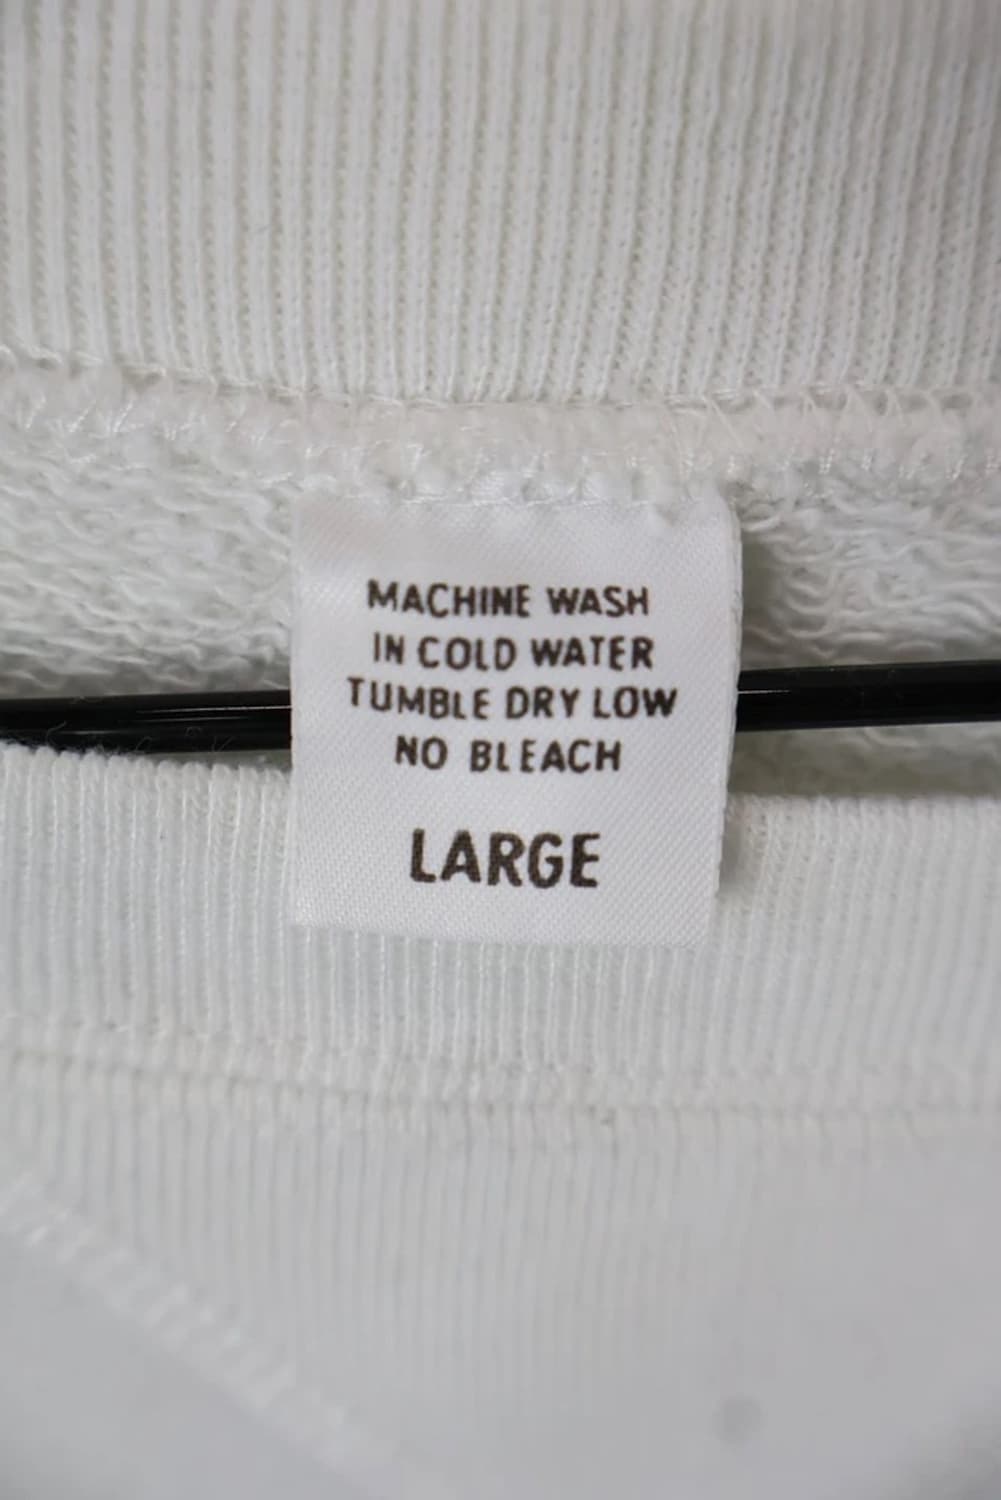 MACHINE WASH
IN COLD WATER
TUMBLE DRY LOW
NO BLEACH
LARGE